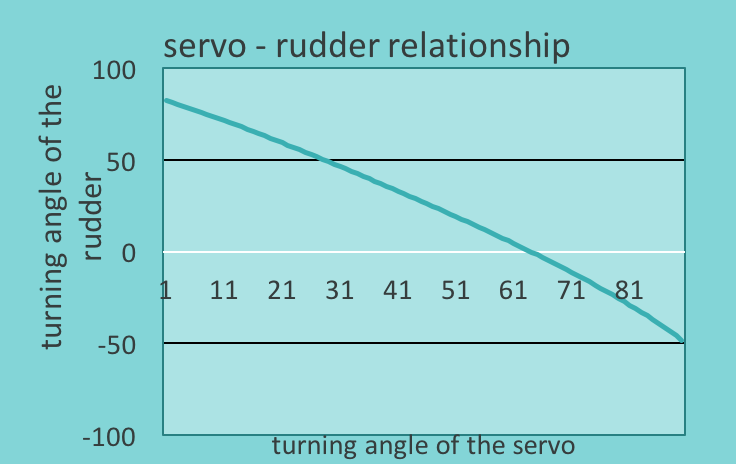 servo - rudder relationship
turning angle of the
rudder
100
50
0
-50
-100
1 11 21 31 41 51 61 71 81
turning angle of the servo